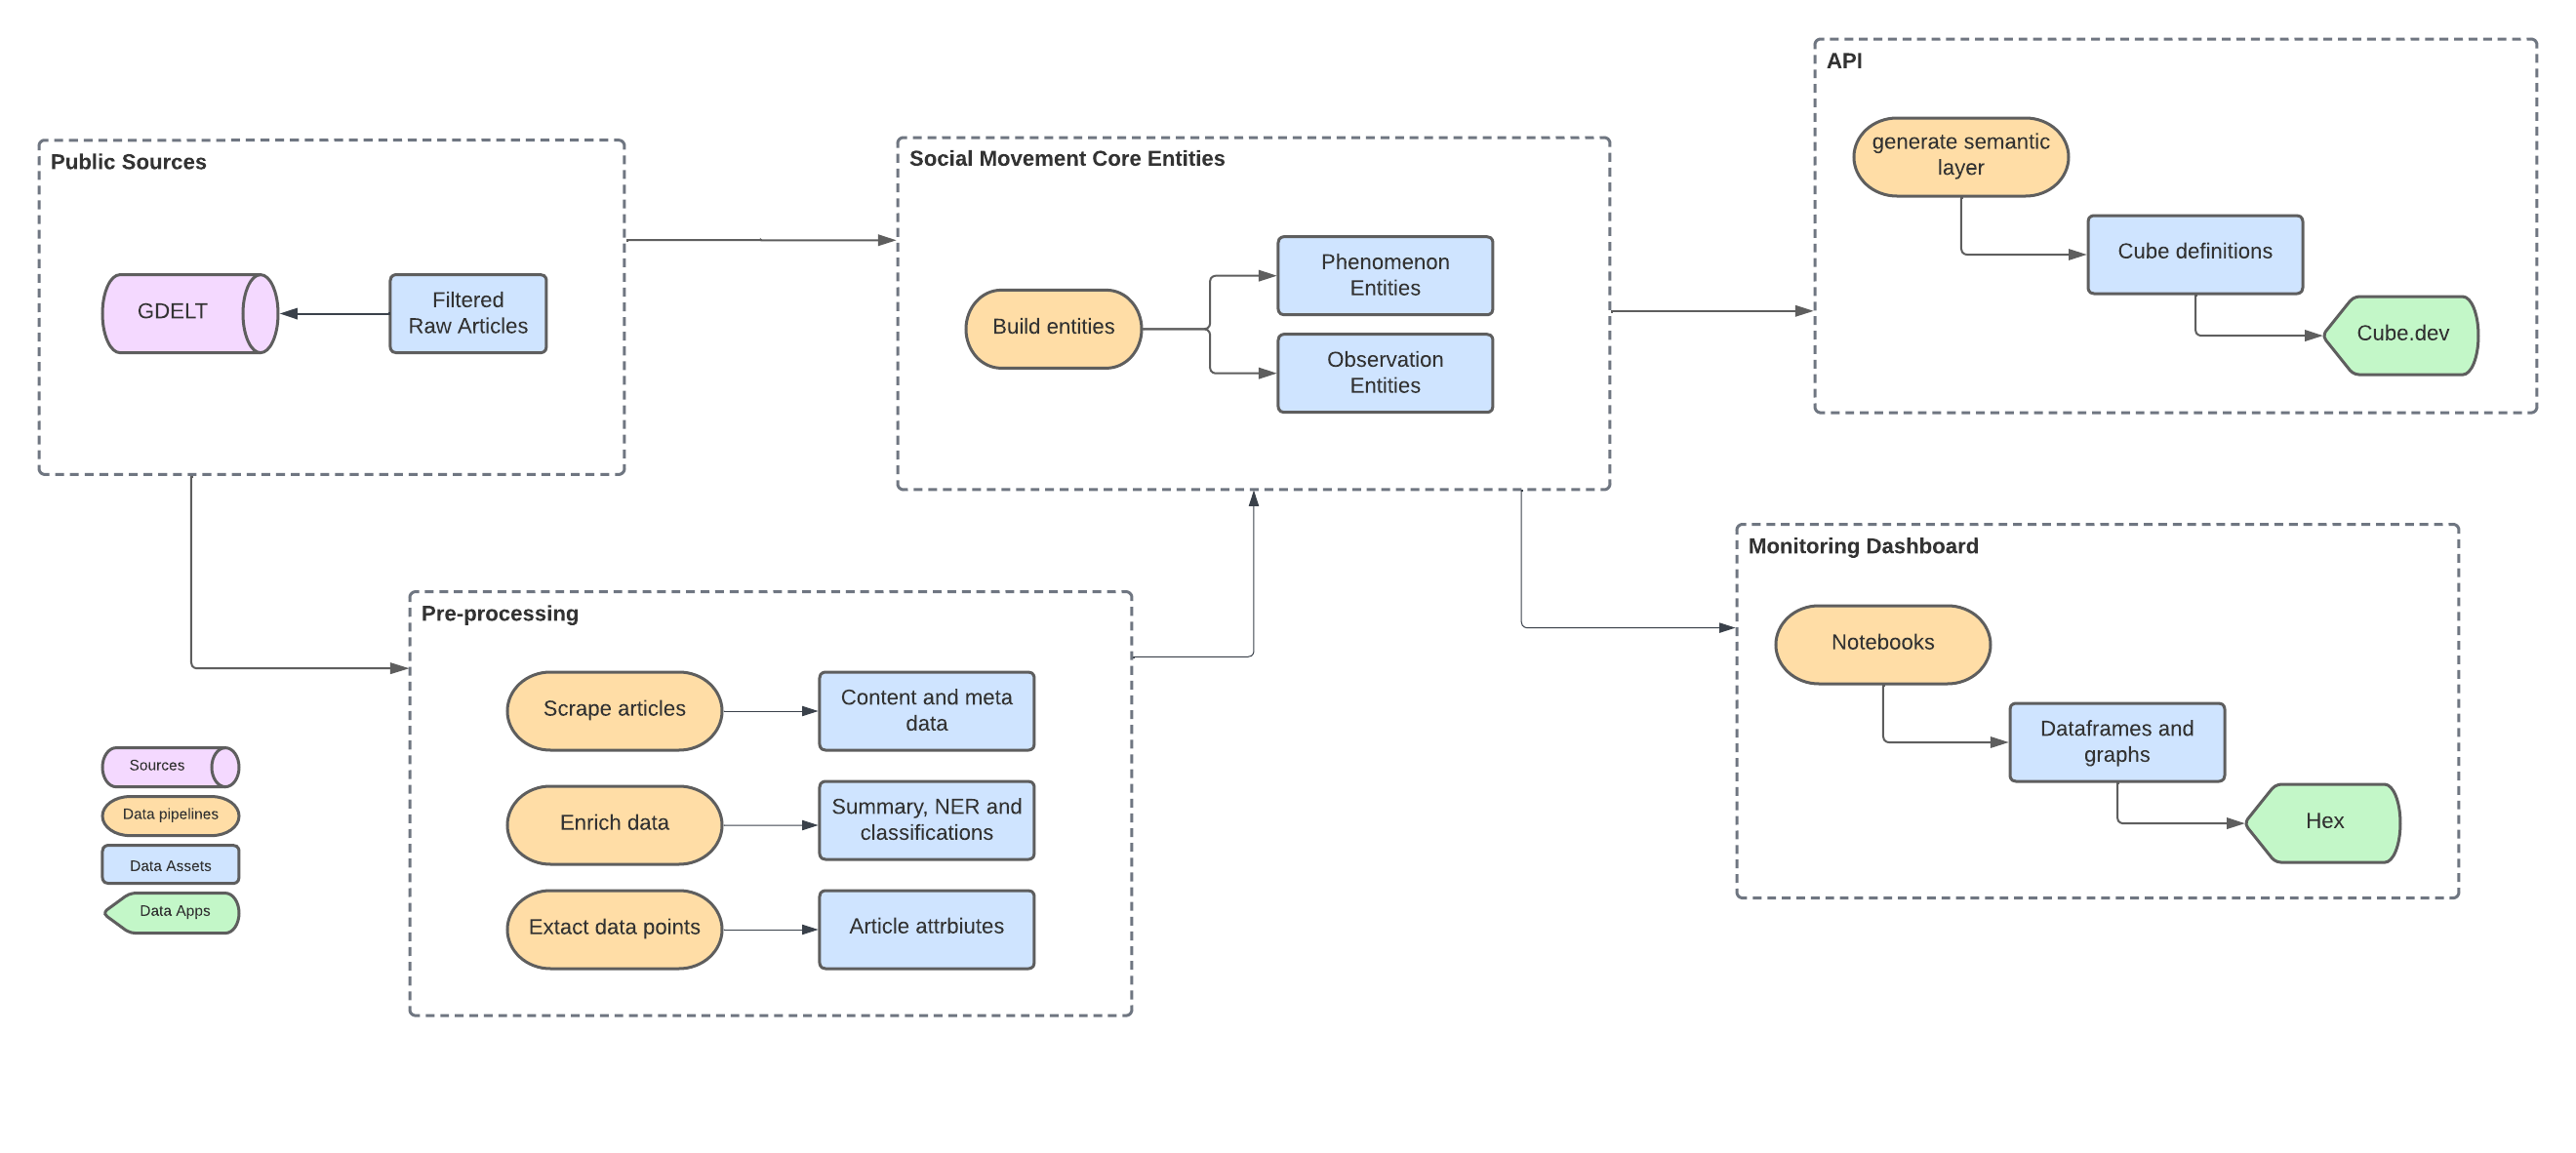 Public Sources
GDELT
Filtered
Raw Articles
Social Movement Core Entities
Build entities
Phenomenon
Entities
Observation
Entities
API
generate semantic
layer
Cube definitions
Cube.dev
Pre-processing
Scrape articles
Content and meta
data
Enrich data
Summary, NER and
classifications
Extact data points
Article attrbiutes
Monitoring Dashboard
Notebooks
Dataframes and
graphs
Hex
Sources
Data pipelines
Data Assets
Data Apps